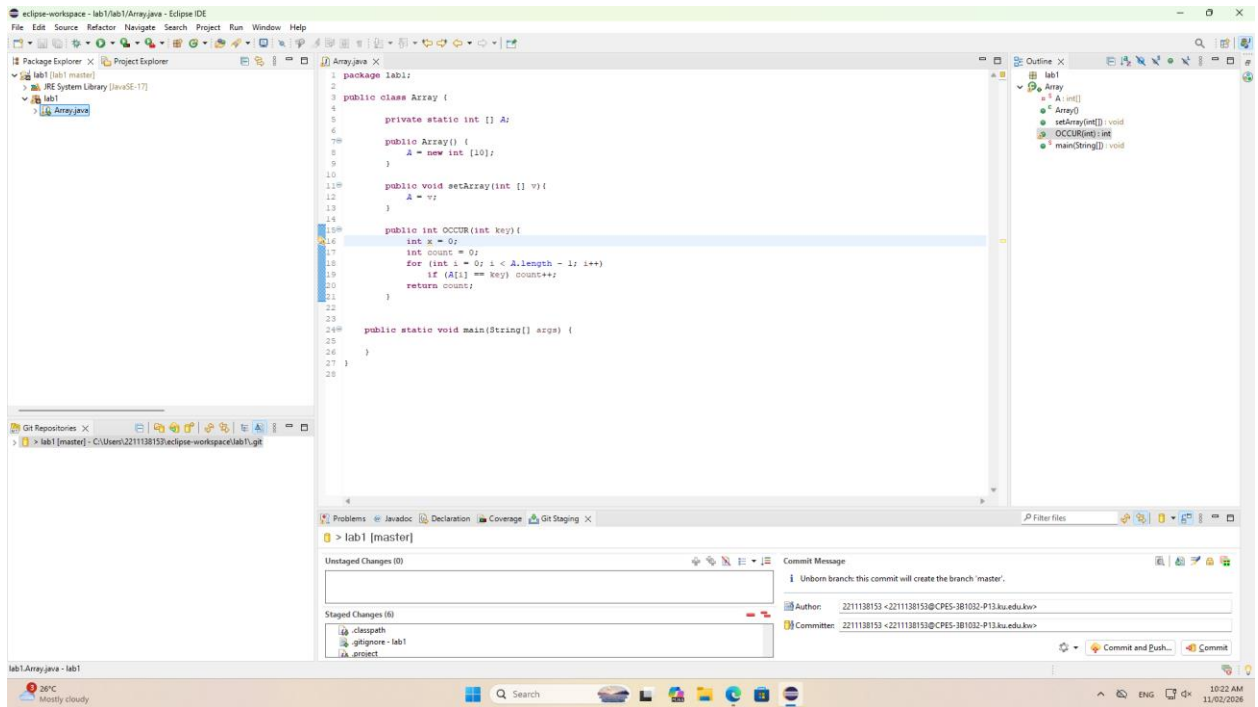 eclipse-workspace - lab1/lab1/Array.java - Eclipse IDE
File Edit Source Refactor Navigate Search Project Run Window Help
Package Explorer Project Explorer
lab1 [lab1 master]
JRE System Library [JavaSE-17]
lab1
Array.java
Git Repositories
> lab1 [master] - C:\Users\2211138153\eclipse-workspace\lab1\.git
Array.java
1 package lab1;
2
3 public class Array {
4
5 private static int [] A;
6
7 public Array() {
8 A = new int [10];
9 }
10
11 public void setArray(int [] v){
12 A = v;
13 }
14
15 public int OCCUR(int key){
16 int x = 0;
17 int count = 0;
18 for (int i = 0; i < A.length - 1; i++)
19 if (A[i] == key) count++;
20 return count;
21 }
22
23
24 public static void main(String[] args) {
25
26 }
27 }
28
Outline
lab1
Array
A : int[]
Array()
setArray(int[]) : void
OCCUR(int) : int
main(String[]) : void
Problems Javadoc Declaration Coverage Git Staging
Filter files
> lab1 [master]
Unstaged Changes (0)
Staged Changes (6)
.classpath
.gitignore - lab1
.project
Commit Message
Unborn branch: this commit will create the branch 'master'.
Author: 2211138153 <2211138153@CPES-3B1032-P13.ku.edu.kw>
Committer: 2211138153 <2211138153@CPES-3B1032-P13.ku.edu.kw>
Commit and Push... Commit
lab1.Array.java - lab1
26°C
Mostly cloudy
Search
ENG
10:22 AM
11/02/2026